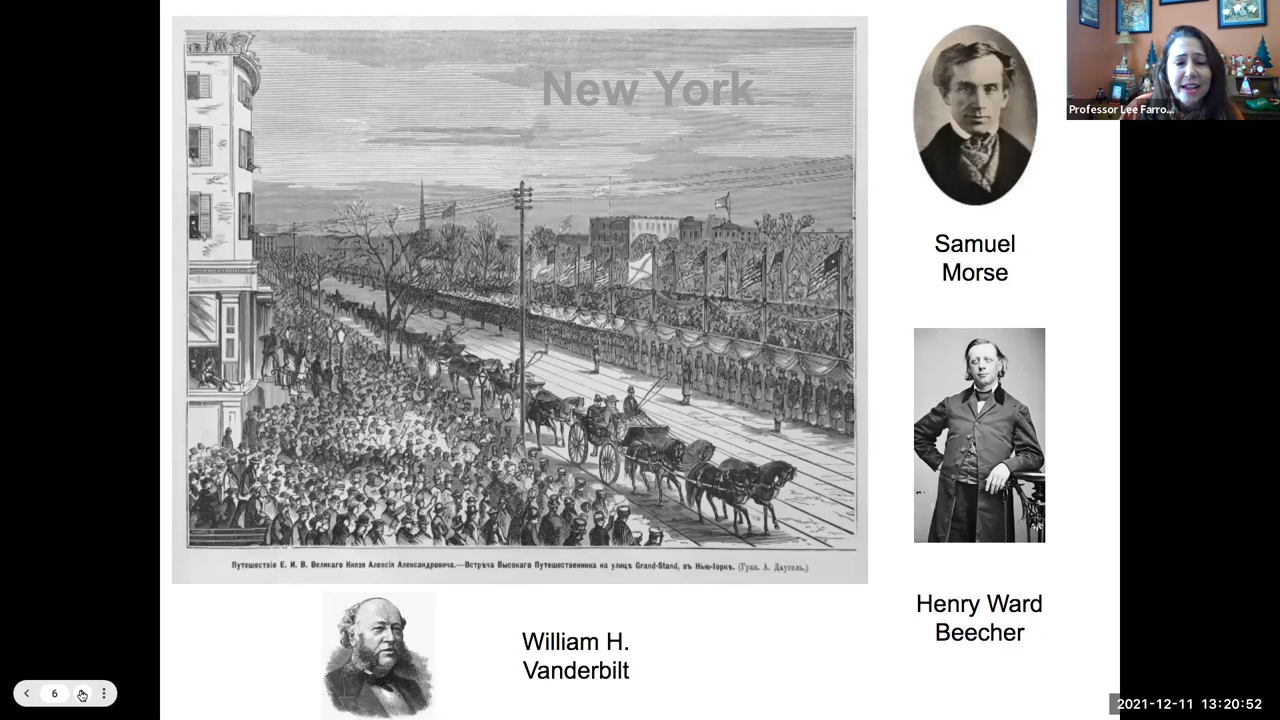 New York
Professor Lee Farro...
Samuel
Morse
Путешествіе Е. И. В. Великаго Князя Алексія Александровича.—Встрѣча Высокаго Путешественника на улицѣ Grand-Stand, въ Нью-Іоркѣ. (Грав. А. Даугель.)
Henry Ward
Beecher
William H.
Vanderbilt
6
2021-12-11 13:20:52